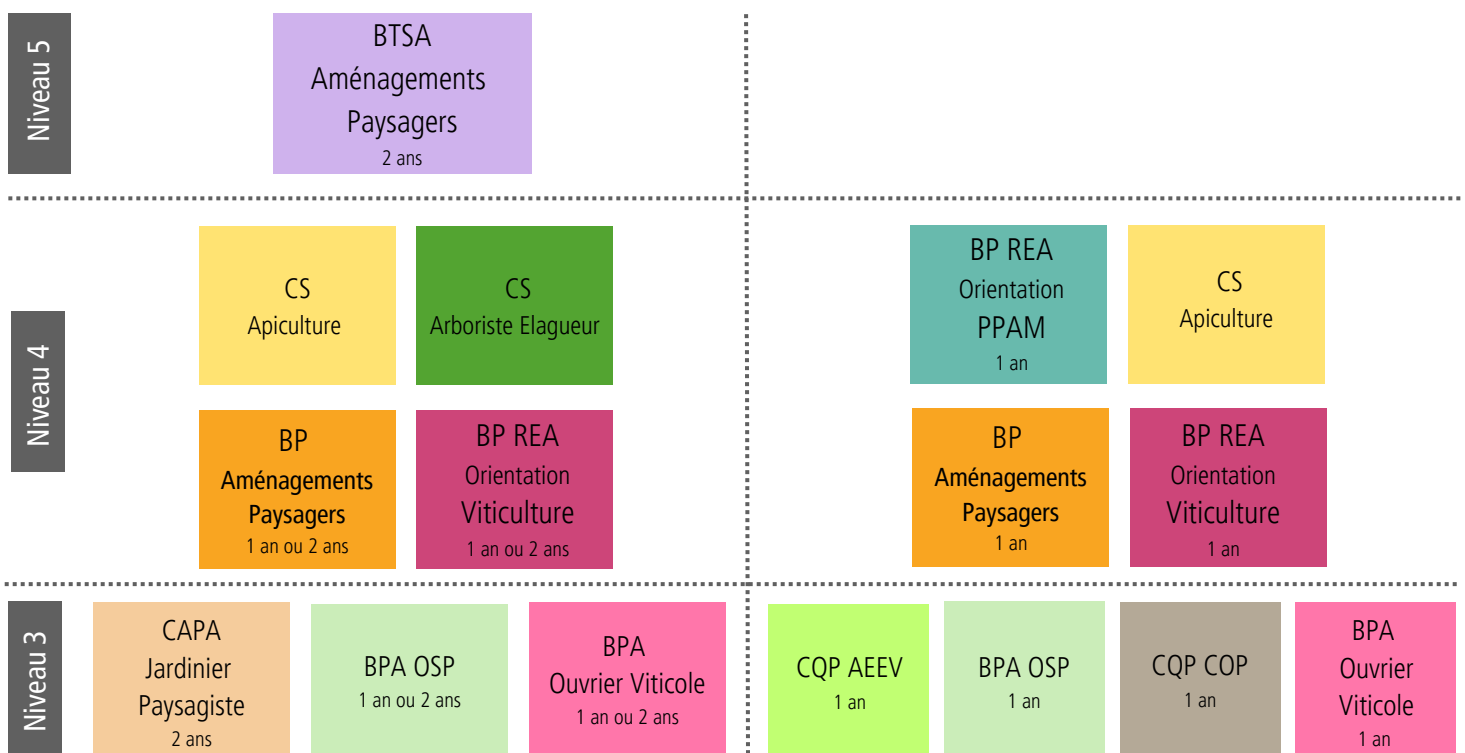 Niveau 5
BTSA
Aménagements
Paysagers
2 ans
Niveau 4
CS
Apiculture
CS
Arboriste Elagueur
BP REA
Orientation
PPAM
1 an
CS
Apiculture
BP
Aménagements
Paysagers
1 an ou 2 ans
BP REA
Orientation
Viticulture
1 an ou 2 ans
BP
Aménagements
Paysagers
1 an
BP REA
Orientation
Viticulture
1 an
Niveau 3
CAPA
Jardinier
Paysagiste
2 ans
BPA OSP
1 an ou 2 ans
BPA
Ouvrier Viticole
1 an ou 2 ans
CQP AEEV
1 an
BPA OSP
1 an
CQP COP
1 an
BPA
Ouvrier
Viticole
1 an